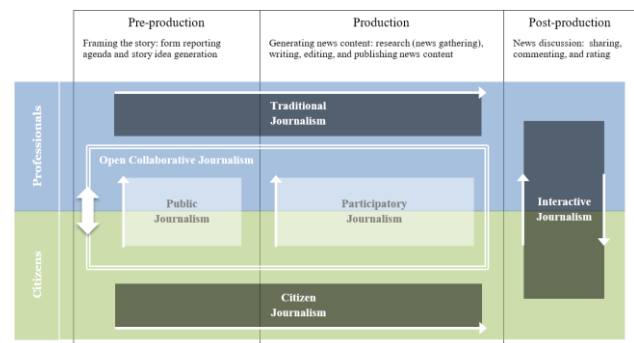 Pre-production
Production
Post-production
Framing the story: form reporting
agenda and story idea generation
Generating news content: research (news gathering),
writing, editing, and publishing news content
News discussion: sharing,
commenting, and rating
Professionals
Traditional
Journalism
Open Collaborative Journalism
Public
Journalism
Participatory
Journalism
Interactive
Journalism
Citizens
Citizen
Journalism